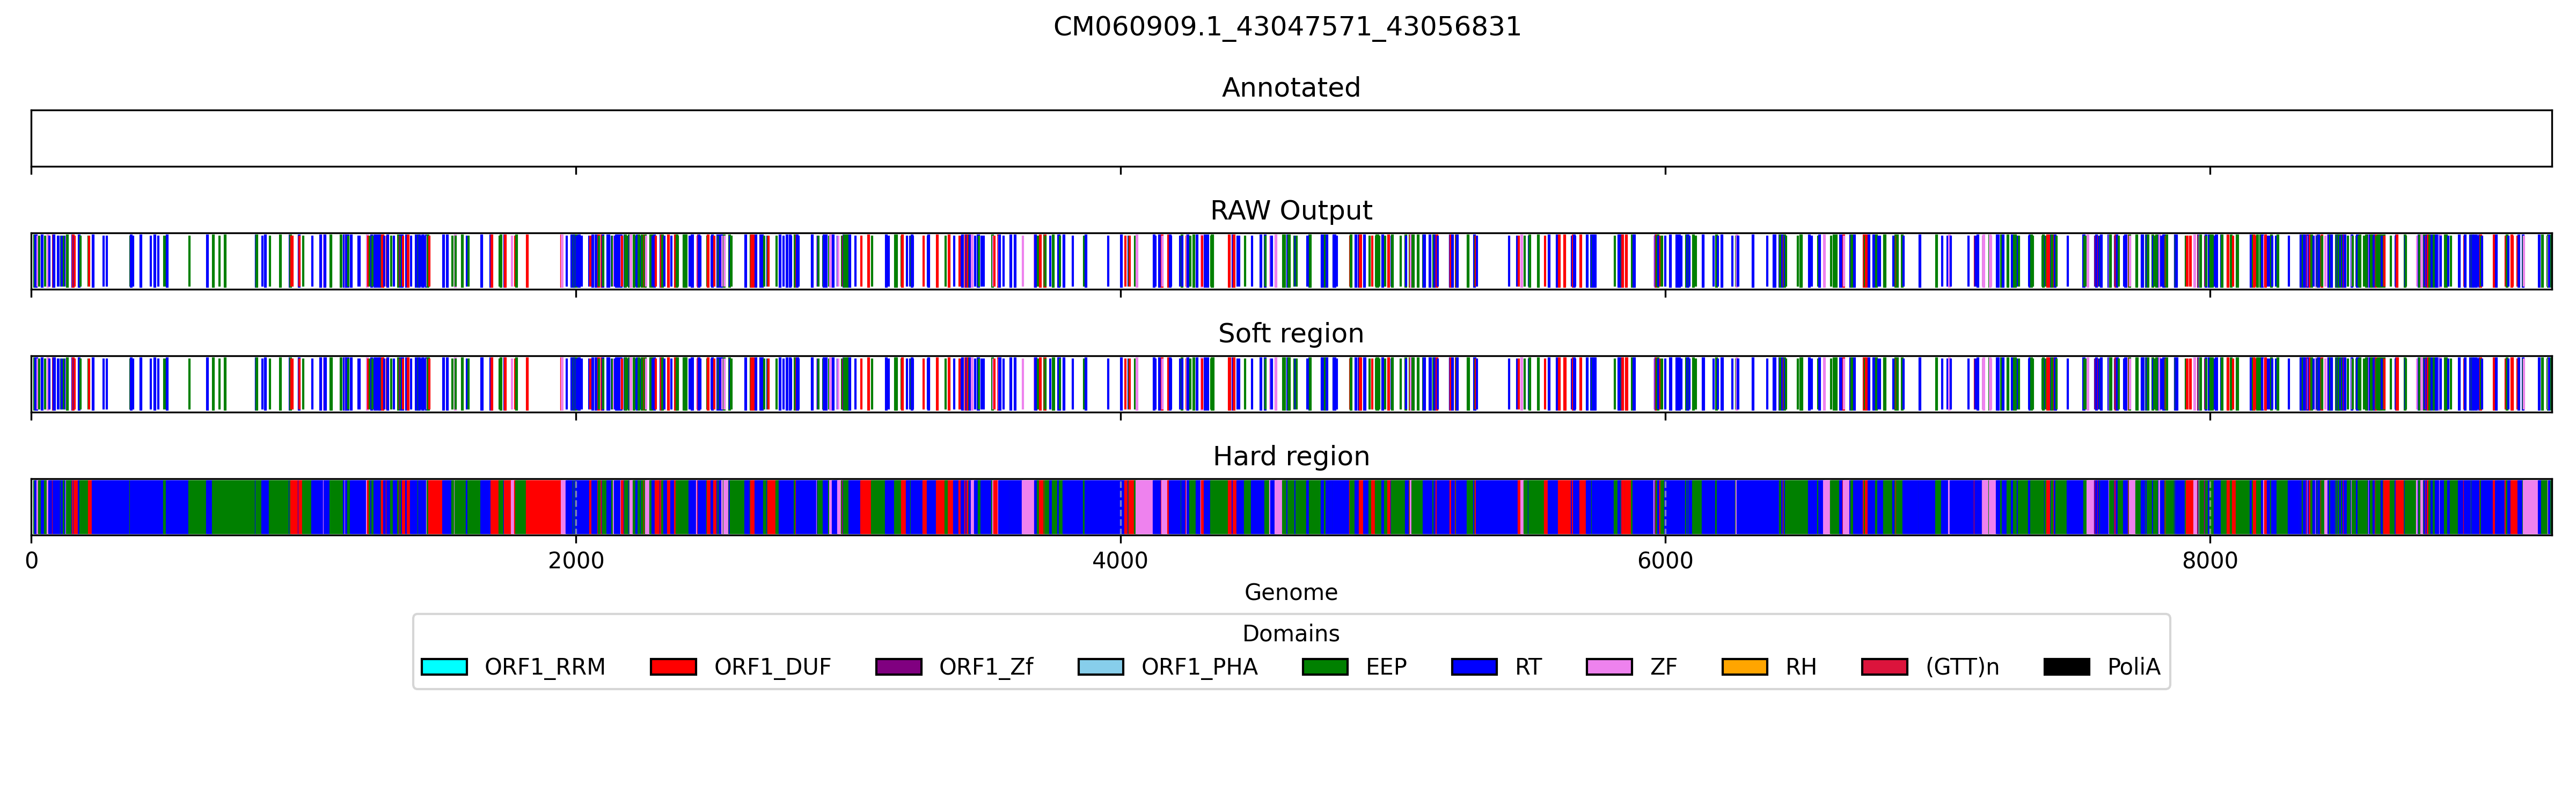 CM060909.1_43047571_43056831
Annotated
RAW Output
Soft region
Hard region
0 2000 4000 6000 8000
Genome
Domains
ORF1_RRM ORF1_DUF ORF1_Zf ORF1_PHA EEP RT ZF RH (GTT)n PoliA